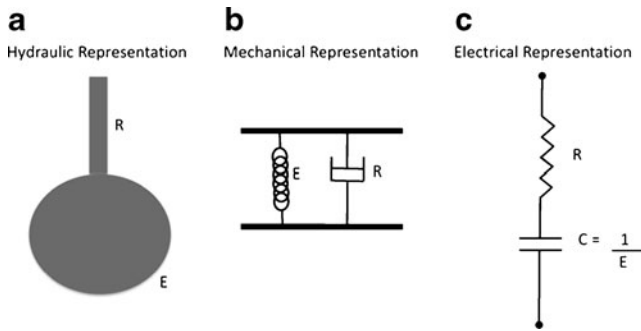 a
Hydraulic Representation
R
E
b
Mechanical Representation
E
R
c
Electrical Representation
R
C = 1
E